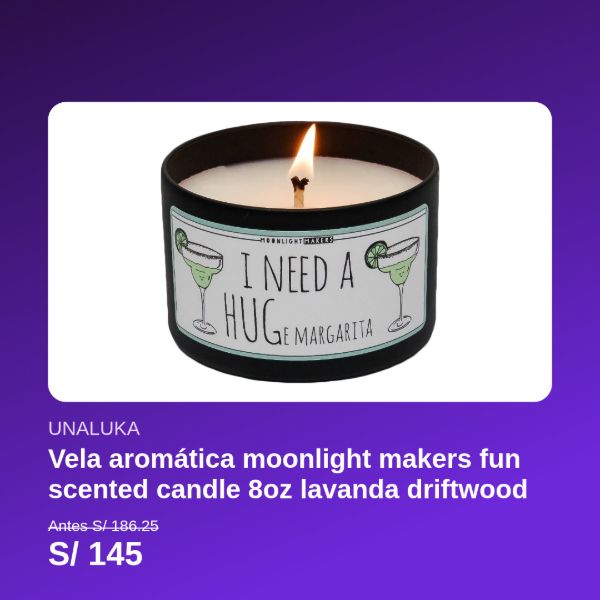 MOONLIGHT MAKERS
I NEED A
HUGE MARGARITA
UNALUKA
Vela aromática moonlight makers fun
scented candle 8oz lavanda driftwood
Antes S/ 186.25
S/ 145